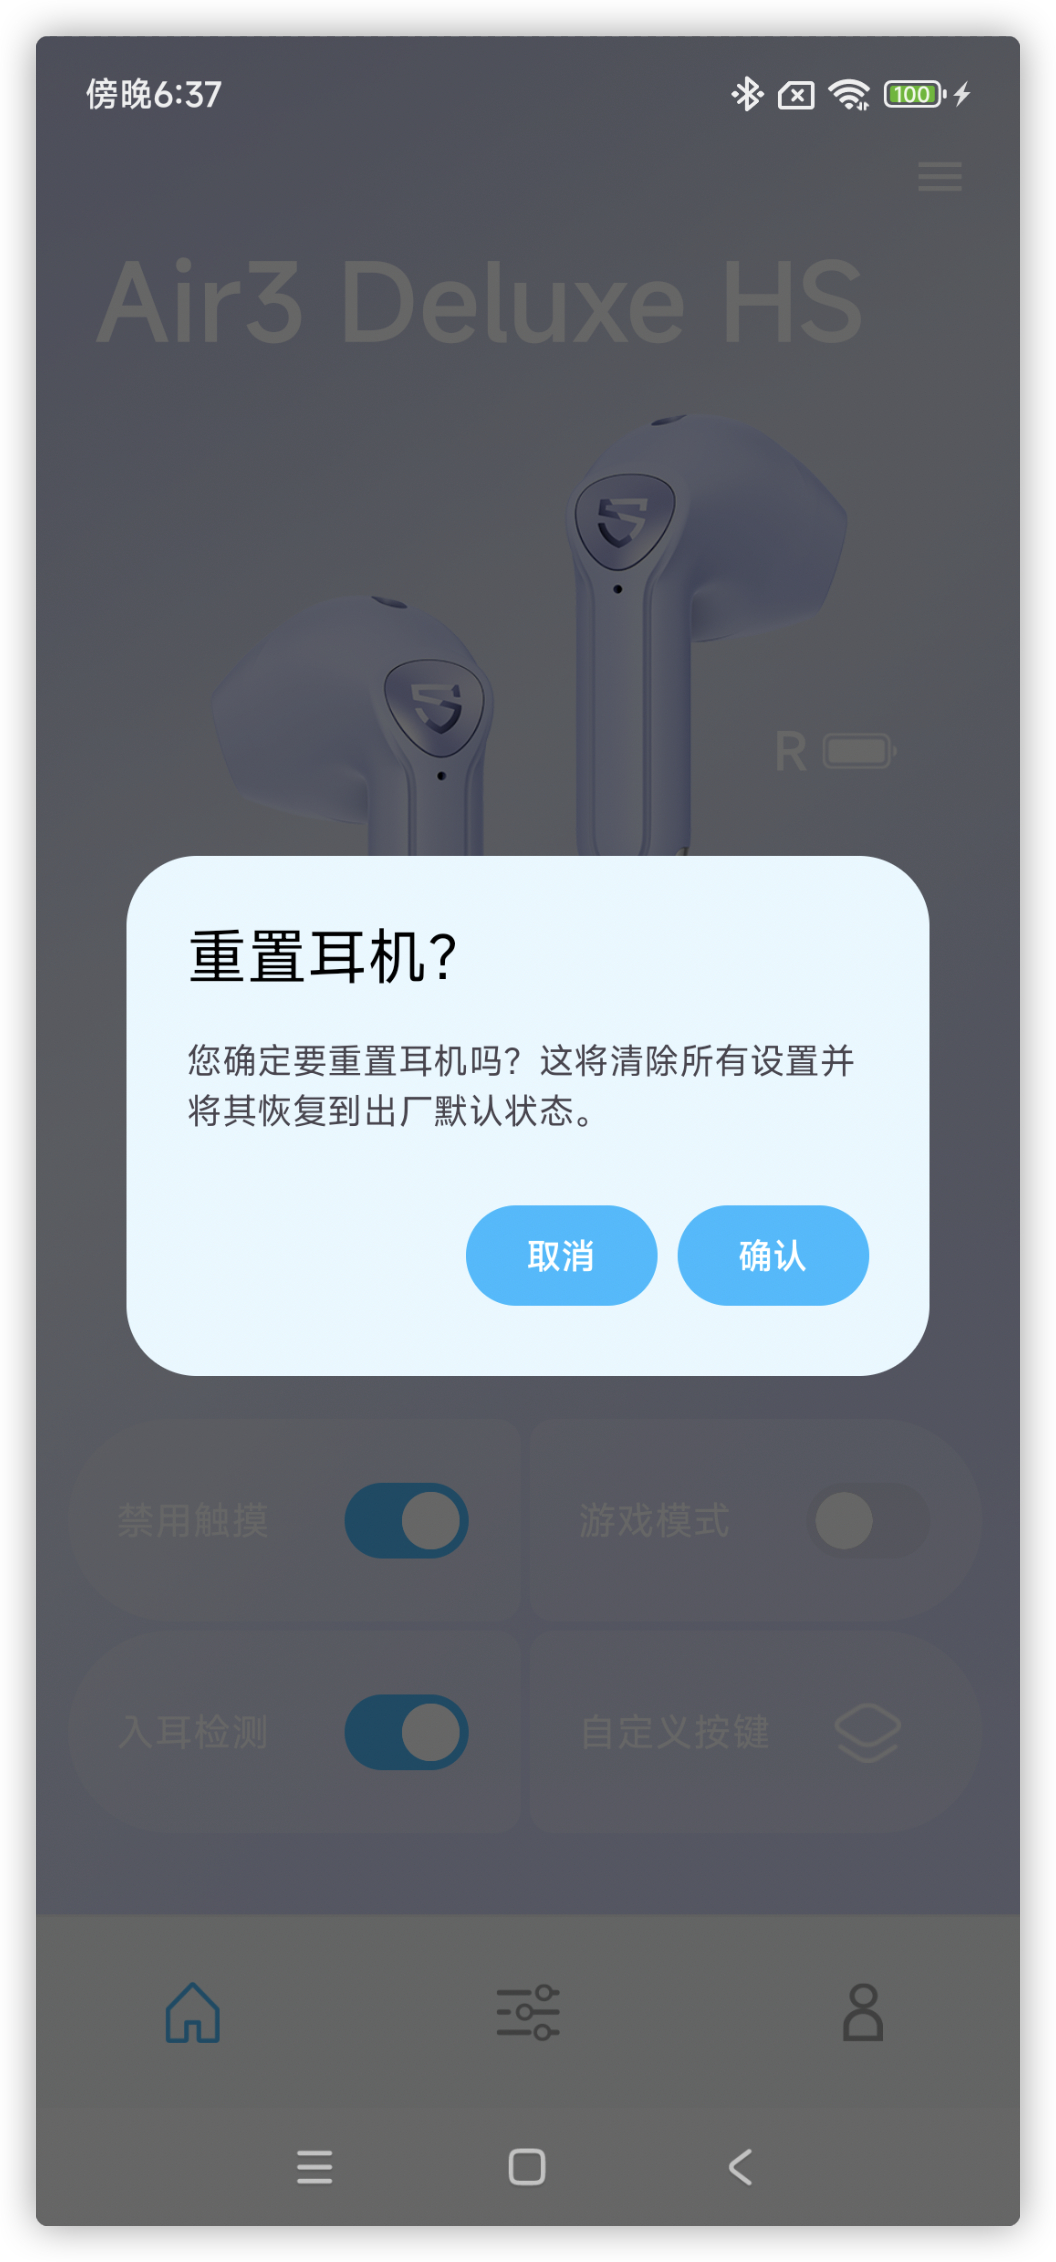 傍晚6:37
100
Air3 Deluxe HS
R
重置耳机?
您确定要重置耳机吗？这将清除所有设置并
将其恢复到出厂默认状态。
取消
确认
禁用触摸
游戏模式
入耳检测
自定义按键